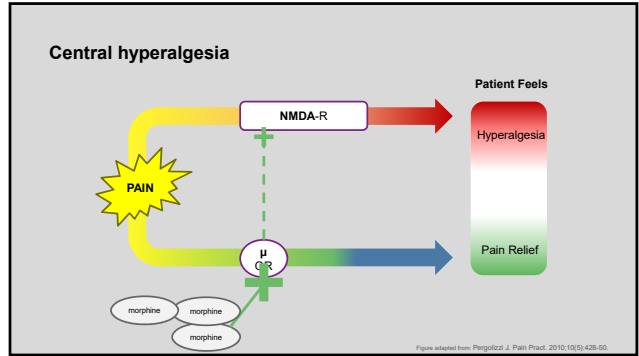 Central hyperalgesia
Patient Feels
NMDA-R
Hyperalgesia
PAIN
µ
OR
Pain Relief
morphine
morphine
morphine
Figure adapted from: Pergolizzi J. Pain Pract. 2010;10(5):428-50.